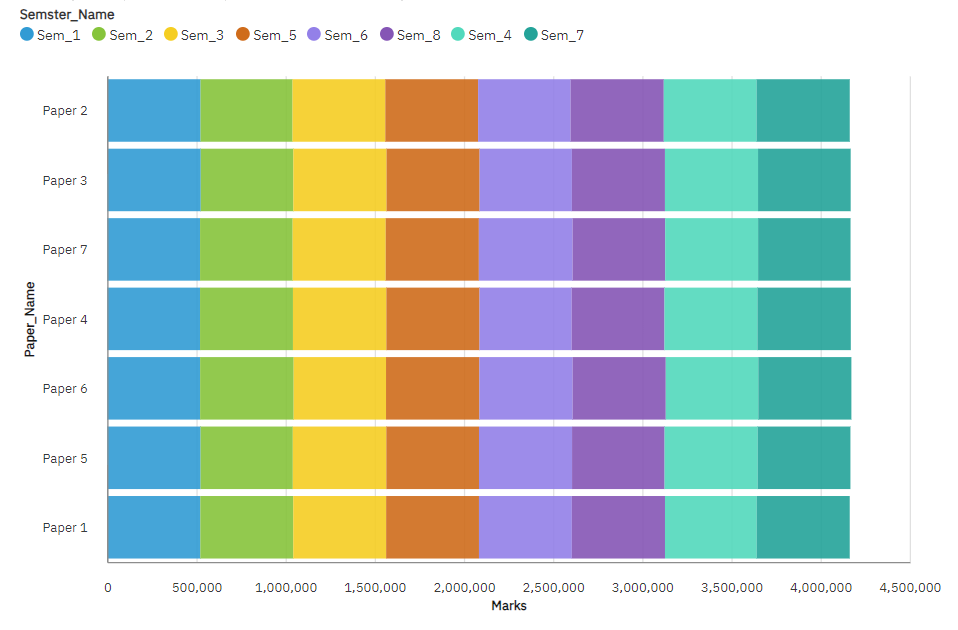 Semster_Name
Sem_1 Sem_2 Sem_3 Sem_5 Sem_6 Sem_8 Sem_4 Sem_7
Paper_Name
Paper 2
Paper 3
Paper 7
Paper 4
Paper 6
Paper 5
Paper 1
0 500,000 1,000,000 1,500,000 2,000,000 2,500,000 3,000,000 3,500,000 4,000,000 4,500,000
Marks